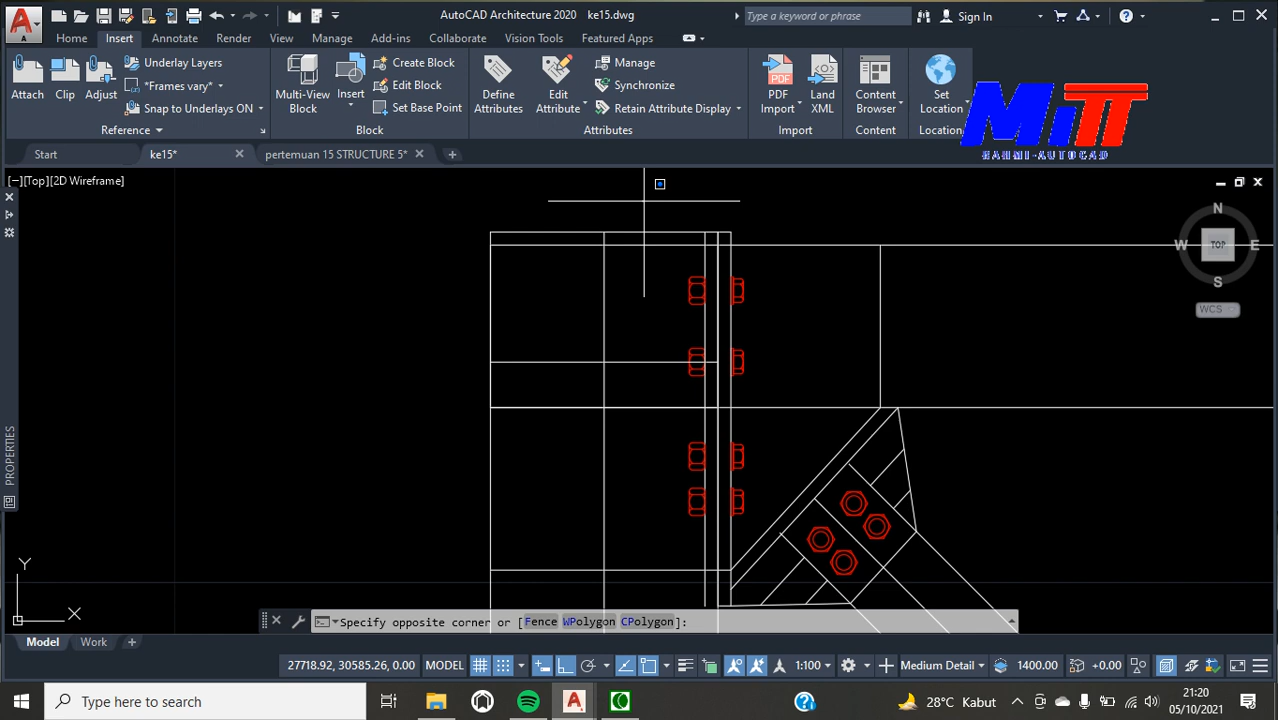 AutoCAD Architecture 2020 ke15.dwg
Type a keyword or phrase
Sign In
Home Insert Annotate Render View Manage Add-ins Collaborate Vision Tools Featured Apps
Attach
Clip
Adjust
Underlay Layers
*Frames vary*
Snap to Underlays ON
Reference
Multi-View
Block
Insert
Create Block
Edit Block
Set Base Point
Block
Define
Attributes
Edit
Attribute
Manage
Synchronize
Retain Attribute Display
Attributes
PDF
PDF
Import
Land
XML
Import
Content
Browser
Content
Set
Location
Location
MiTT
BAHMI-AUTOCAD
Start
ke15*
pertemuan 15 STRUCTURE 5*
[−][Top][2D Wireframe]
PROPERTIES
N
W TOP E
S
WCS
Y
X
Specify opposite corner or [Fence WPolygon CPolygon]:
Model Work +
27718.92, 30585.26, 0.00 MODEL 1:100 Medium Detail 1400.00 +0.00
Type here to search
28°C Kabut
21:20
05/10/2021